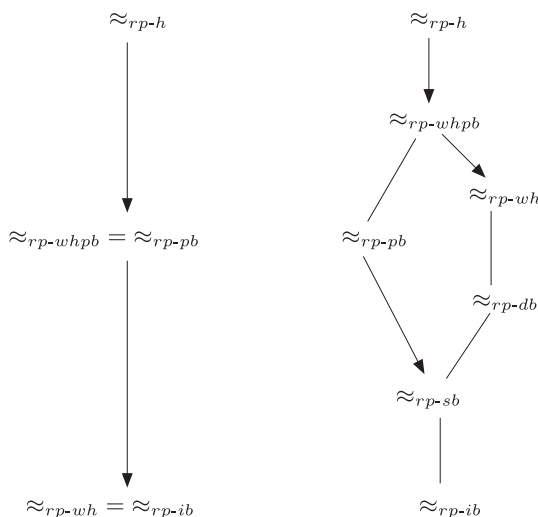 ≈rp-h
≈rp-whpb = ≈rp-pb
≈rp-wh = ≈rp-ib
≈rp-h
≈rp-whpb
≈rp-wh
≈rp-pb
≈rp-db
≈rp-sb
≈rp-ib